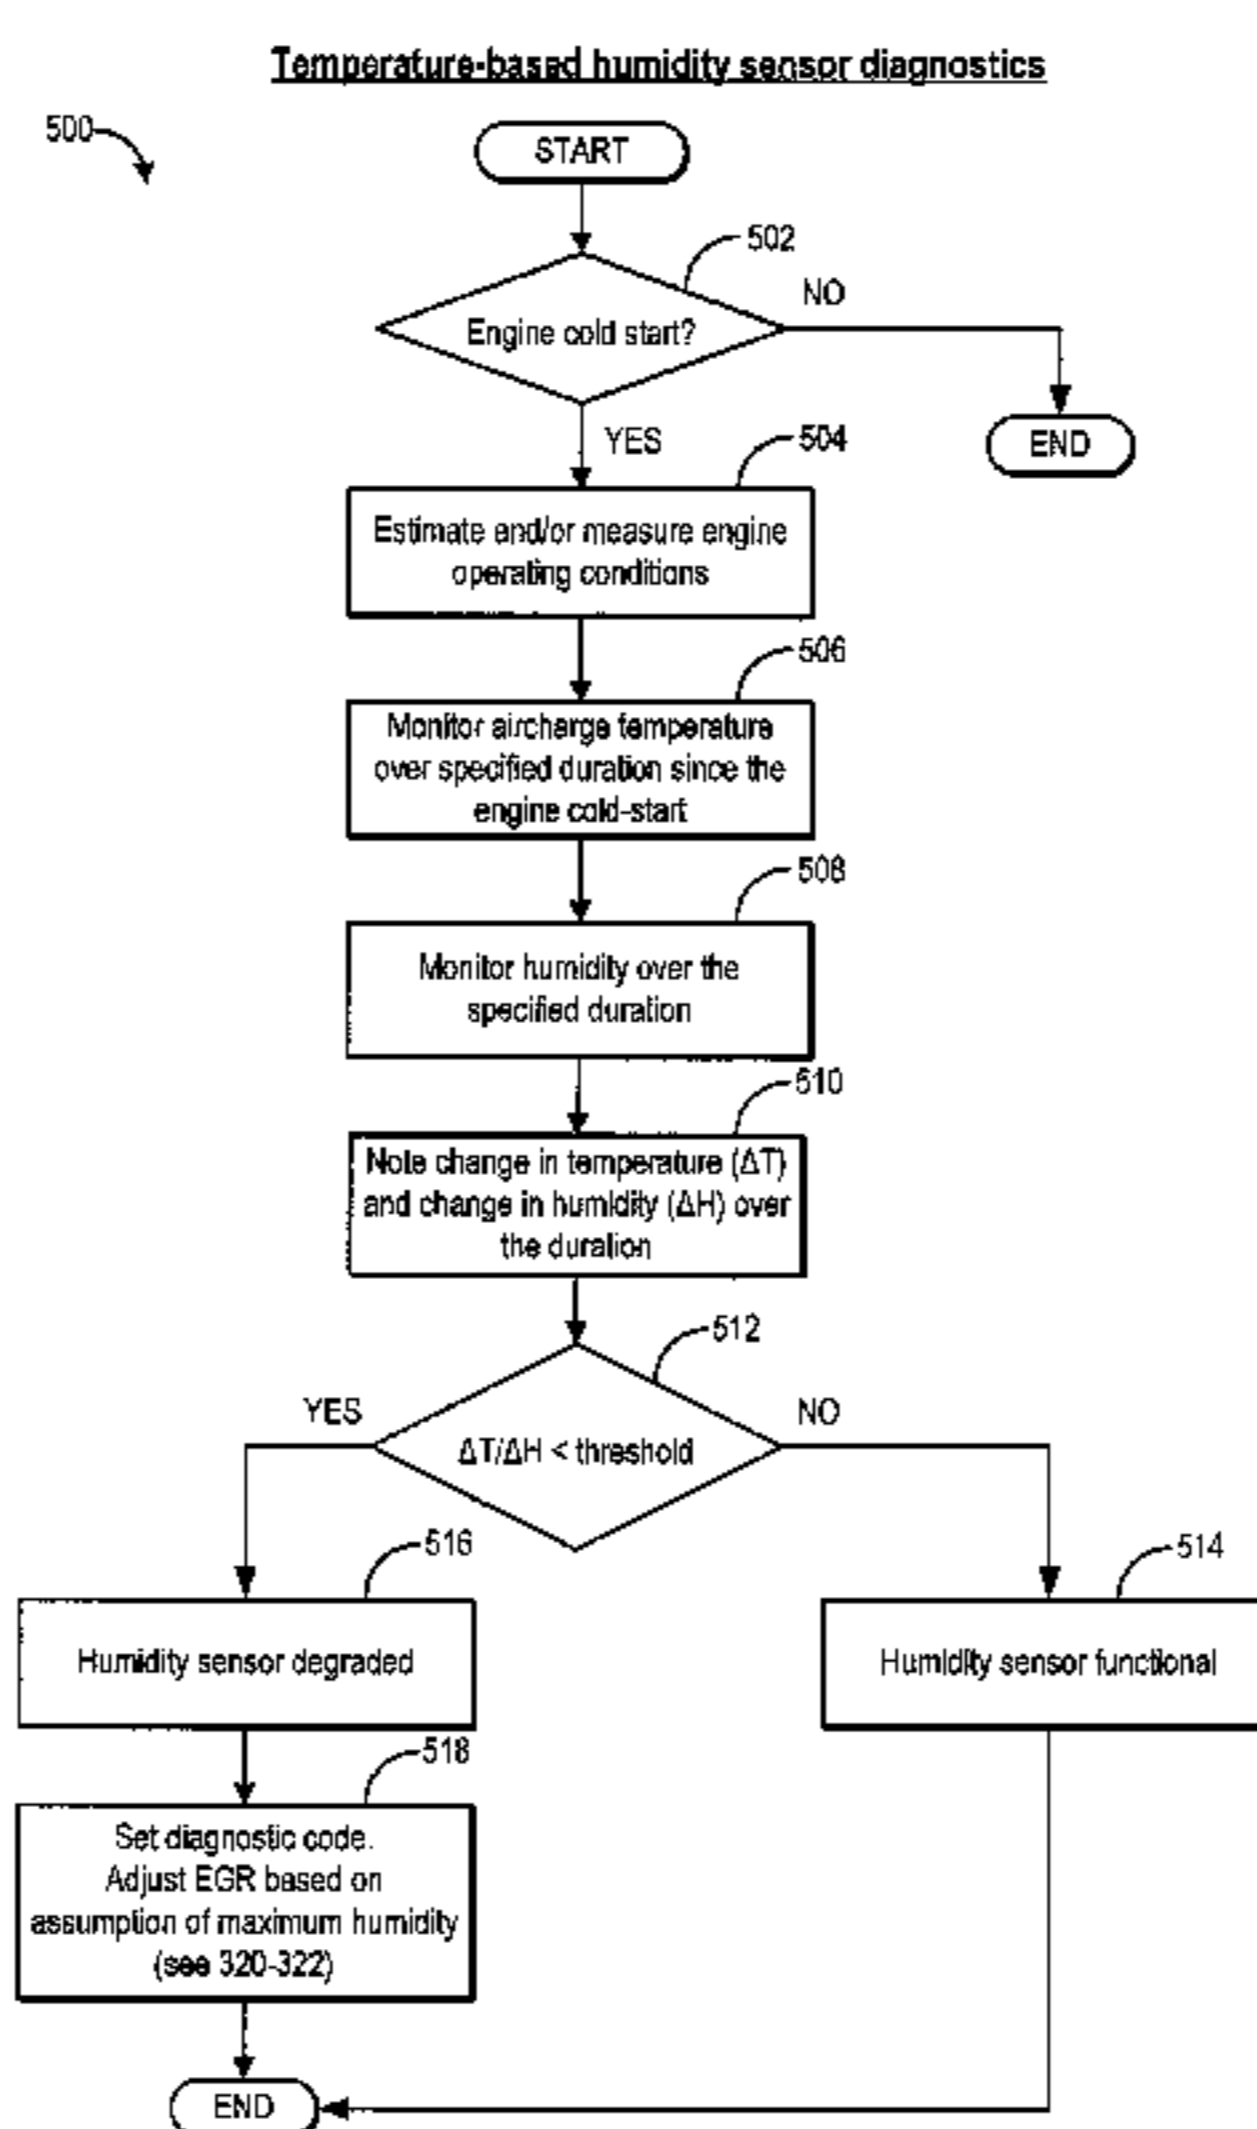 Temperature-based humidity sensor diagnostics
500
START
502
Engine cold start?
NO
END
YES
504
Estimate end/or measure engine
operating conditions
506
Monitor aircharge temperature
over specified duration since the
engine cold-start
508
Monitor humidity over the
specified duration
510
Note change in temperature (ΔT)
and change in humidity (ΔH) over
the duration
512
YES
NO
ΔT/ΔH < threshold
516
514
Humidity sensor degraded
Humidity sensor functional
518
Set diagnostic code.
Adjust EGR based on
assumption of maximum humidity
(see 320-322)
END